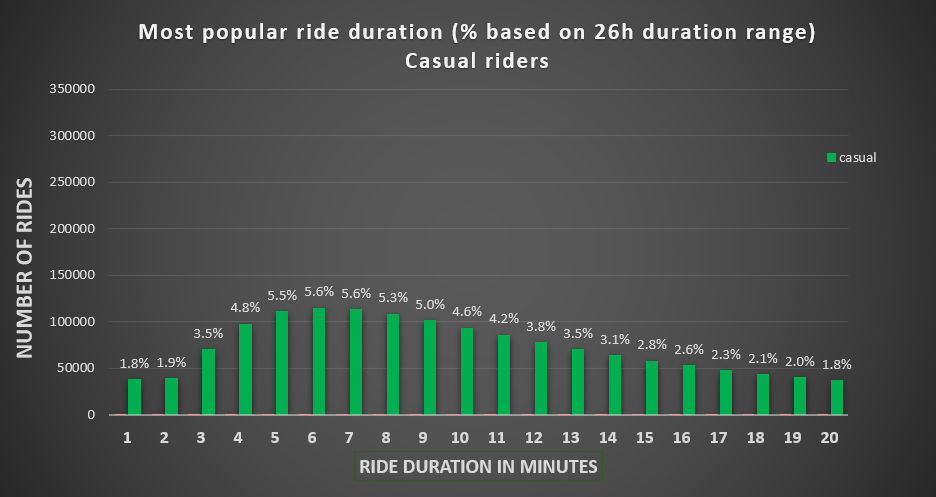 Most popular ride duration (% based on 26h duration range)
Casual riders
350000
300000
250000
200000
150000
100000
50000
0
NUMBER OF RIDES
casual
1.8% 1.9% 3.5% 4.8% 5.5% 5.6% 5.6% 5.3% 5.0% 4.6% 4.2% 3.8% 3.5% 3.1% 2.8% 2.6% 2.3% 2.1% 2.0% 1.8%
1 2 3 4 5 6 7 8 9 10 11 12 13 14 15 16 17 18 19 20
RIDE DURATION IN MINUTES